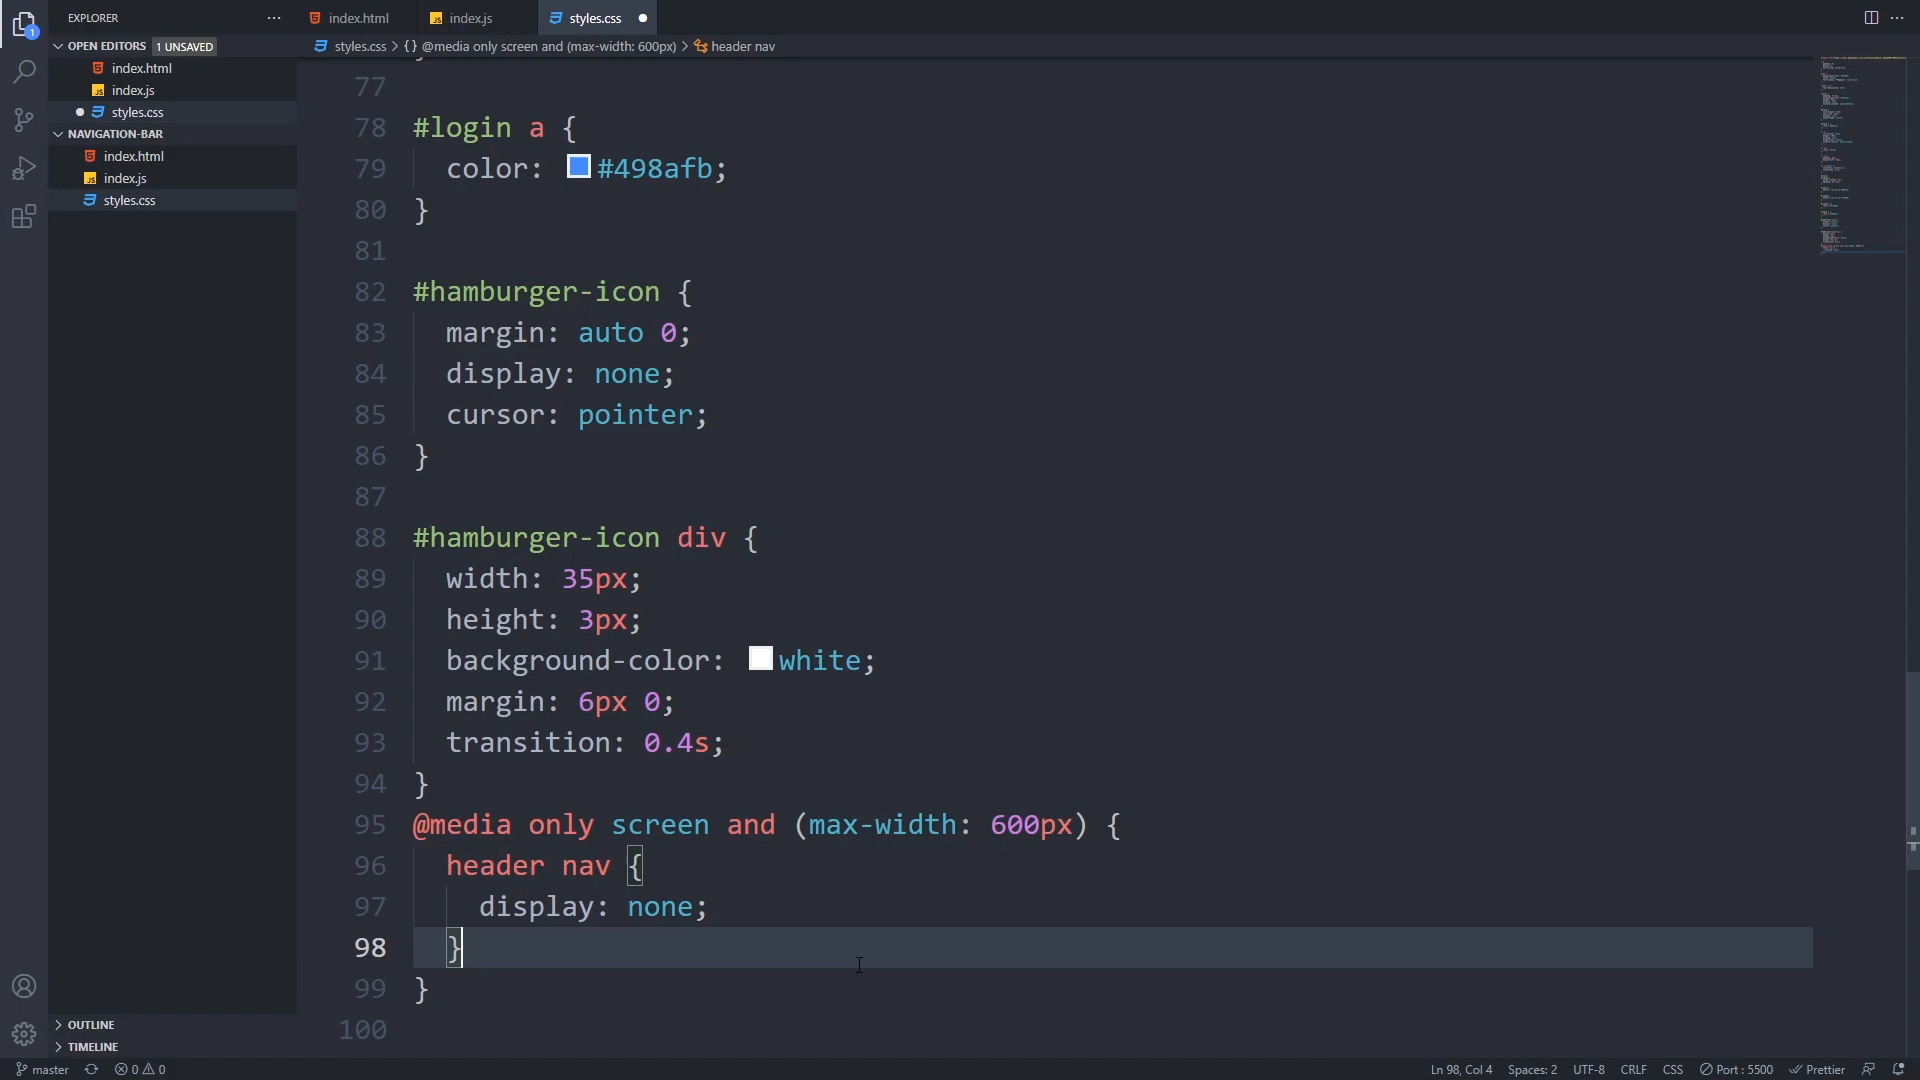 EXPLORER
OPEN EDITORS 1 UNSAVED
index.html
index.js
styles.css
NAVIGATION-BAR
index.html
index.js
styles.css
OUTLINE
TIMELINE
index.html index.js styles.css
styles.css > {} @media only screen and (max-width: 600px) > header nav
77
78 #login a {
79 color: #498afb;
80 }
81
82 #hamburger-icon {
83 margin: auto 0;
84 display: none;
85 cursor: pointer;
86 }
87
88 #hamburger-icon div {
89 width: 35px;
90 height: 3px;
91 background-color: white;
92 margin: 6px 0;
93 transition: 0.4s;
94 }
95 @media only screen and (max-width: 600px) {
96 header nav {
97 display: none;
98 }
99 }
100
master 0 0 Ln 98, Col 4 Spaces: 2 UTF-8 CRLF CSS Port : 5500 Prettier